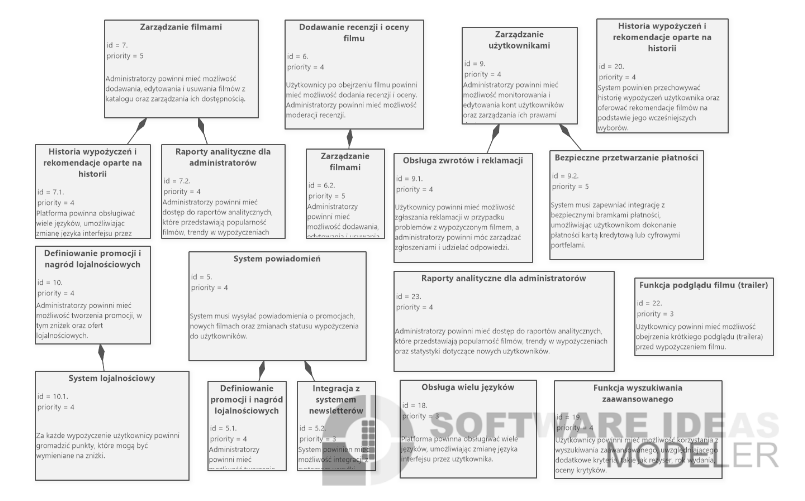 Zarządzanie filmami
id = 7.
priority = 5
Administratorzy powinni mieć możliwość
dodawania, edytowania i usuwania filmów z
katalogu oraz zarządzania ich dostępnością.
Dodawanie recenzji i oceny
filmu
id = 6.
priority = 4
Użytkownicy po obejrzeniu filmu powinni
mieć możliwość dodania recenzji i oceny.
Administratorzy powinni mieć możliwość
moderacji recenzji.
Zarządzanie
użytkownikami
id = 9.
priority = 4
Administratorzy powinni mieć
możliwość monitorowania i
edytowania kont użytkowników
oraz zarządzania ich prawami
Historia wypożyczeń i
rekomendacje oparte na
historii
id = 20.
priority = 4
System powinien przechowywać
historię wypożyczeń użytkownika oraz
oferować rekomendacje filmów na
podstawie jego wcześniejszych
wyborów.
Historia wypożyczeń i
rekomendacje oparte na
historii
id = 7.1.
priority = 4
Platforma powinna obsługiwać
wiele języków, umożliwiając
zmianę języka interfejsu przez
Raporty analityczne dla
administratorów
id = 7.2.
priority = 4
Administratorzy powinni mieć
dostęp do raportów analitycznych,
które przedstawiają popularność
filmów, trendy w wypożyczeniach
Zarządzanie
filmami
id = 6.2.
priority = 5
Administratorzy
powinni mieć
możliwość dodawania,
edytowania i usuwania
Obsługa zwrotów i reklamacji
id = 9.1.
priority = 4
Użytkownicy powinni mieć możliwość
zgłaszania reklamacji w przypadku
problemów z wypożyczonym filmem, a
administratorzy powinni móc zarządzać
zgłoszeniami i udzielać odpowiedzi.
Bezpieczne przetwarzanie płatności
id = 9.2.
priority = 5
System musi zapewniać integrację z
bezpiecznymi bramkami płatności,
umożliwiając użytkownikom dokonanie
płatności kartą kredytową lub cyfrowymi
portfelami.
Definiowanie promocji i
nagród lojalnościowych
id = 10.
priority = 4
Administratorzy powinni mieć
możliwość tworzenia promocji, w
tym zniżek oraz ofert
lojalnościowych.
System powiadomień
id = 5.
priority = 4
System musi wysyłać powiadomienia o promocjach,
nowych filmach oraz zmianach statusu wypożyczenia
do użytkowników.
Raporty analityczne dla administratorów
id = 23.
priority = 4
Administratorzy powinni mieć dostęp do raportów analitycznych,
które przedstawiają popularność filmów, trendy w wypożyczeniach
oraz statystyki dotyczące nowych użytkowników.
Funkcja podglądu filmu (trailer)
id = 22.
priority = 3
Użytkownicy powinni mieć możliwość
obejrzenia krótkiego podglądu (trailera)
przed wypożyczeniem filmu.
System lojalnościowy
id = 10.1.
priority = 4
Za każde wypożyczenie użytkownicy powinni
gromadzić punkty, które mogą być
wymieniane na zniżki.
Definiowanie
promocji i nagród
lojalnościowych
id = 5.1.
priority = 4
Administratorzy
powinni mieć
możliwość tworzenia
Integracja z
systemem
newsletterów
id = 5.2.
priority = 3
System powinien mieć
możliwość integracji z
Obsługa wielu języków
id = 18.
priority
Platforma powinna obsługiwać wiele
języków, umożliwiając zmianę języka
interfejsu przez użytkownika.
Funkcja wyszukiwania
zaawansowanego
id = 19.
priority = 4
Użytkownicy powinni mieć możliwość korzystania z
wyszukiwania zaawansowanego, uwzględniającego
dodatkowe kryteria, takie jak reżyser, rok wydania,
oceny krytyków.
SOFTWARE IDEAS
MODELER